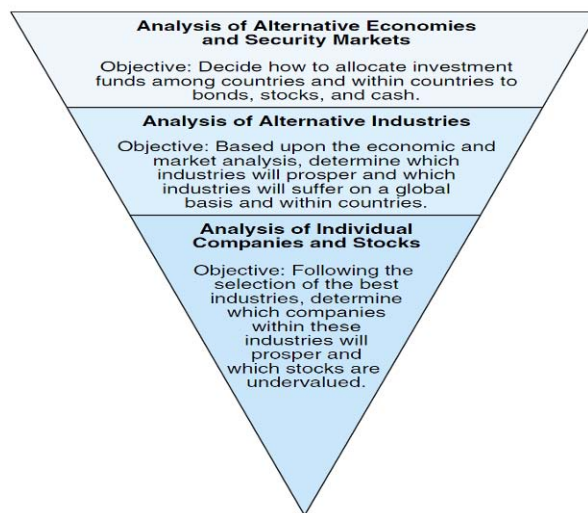 Analysis of Alternative Economies
and Security Markets
Objective: Decide how to allocate investment
funds among countries and within countries to
bonds, stocks, and cash.
Analysis of Alternative Industries
Objective: Based upon the economic and
market analysis, determine which
industries will prosper and which
industries will suffer on a global
basis and within countries.
Analysis of Individual
Companies and Stocks
Objective: Following the
selection of the best
industries, determine
which companies
within these
industries will
prosper and
which stocks are
undervalued.